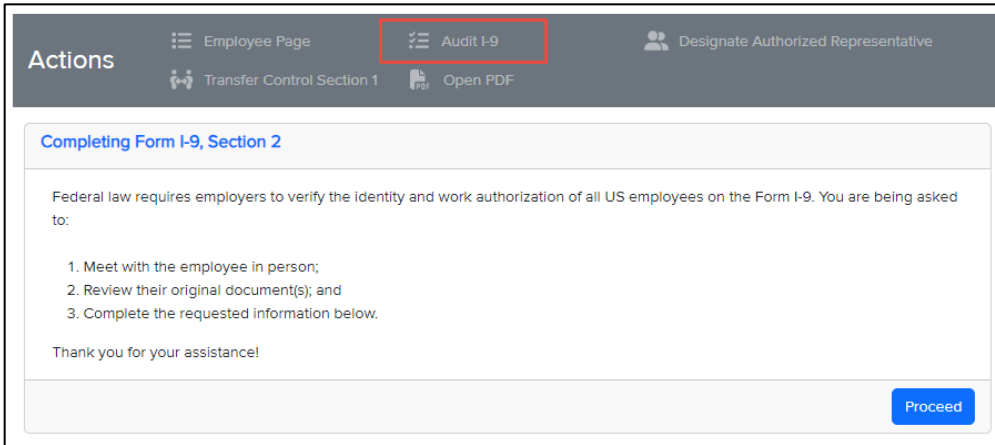 Actions
Employee Page
Audit I-9
Designate Authorized Representative
Transfer Control Section 1
PDF
Open PDF
Completing Form I-9, Section 2
Federal law requires employers to verify the identity and work authorization of all US employees on the Form I-9. You are being asked
to:
1. Meet with the employee in person;
2. Review their original document(s); and
3. Complete the requested information below.
Thank you for your assistance!
Proceed